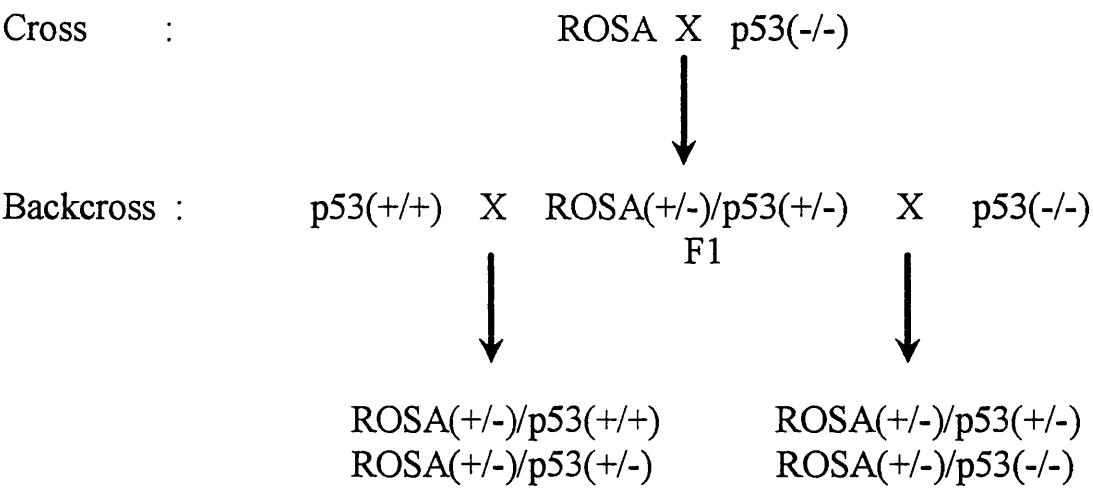 Cross : ROSA X p53(-/-)
Backcross : p53(+/+) X ROSA(+/-)/p53(+/-) X p53(-/-)
F1
ROSA(+/-)/p53(+/+) ROSA(+/-)/p53(+/-)
ROSA(+/-)/p53(+/-) ROSA(+/-)/p53(-/-)